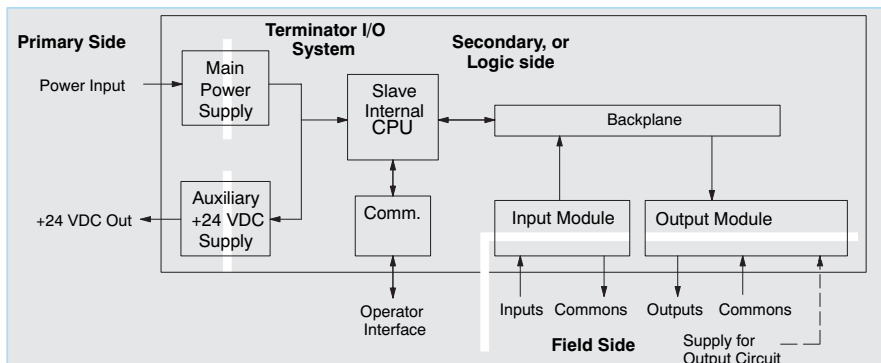 Primary Side
Terminator I/O
System
Secondary, or
Logic side
Power Input
Main
Power
Supply
Slave
Internal
CPU
Backplane
+24 VDC Out
Auxiliary
+24 VDC
Supply
Comm.
Input Module
Output Module
Operator
Interface
Inputs
Commons
Outputs
Commons
Field Side
Supply for
Output Circuit